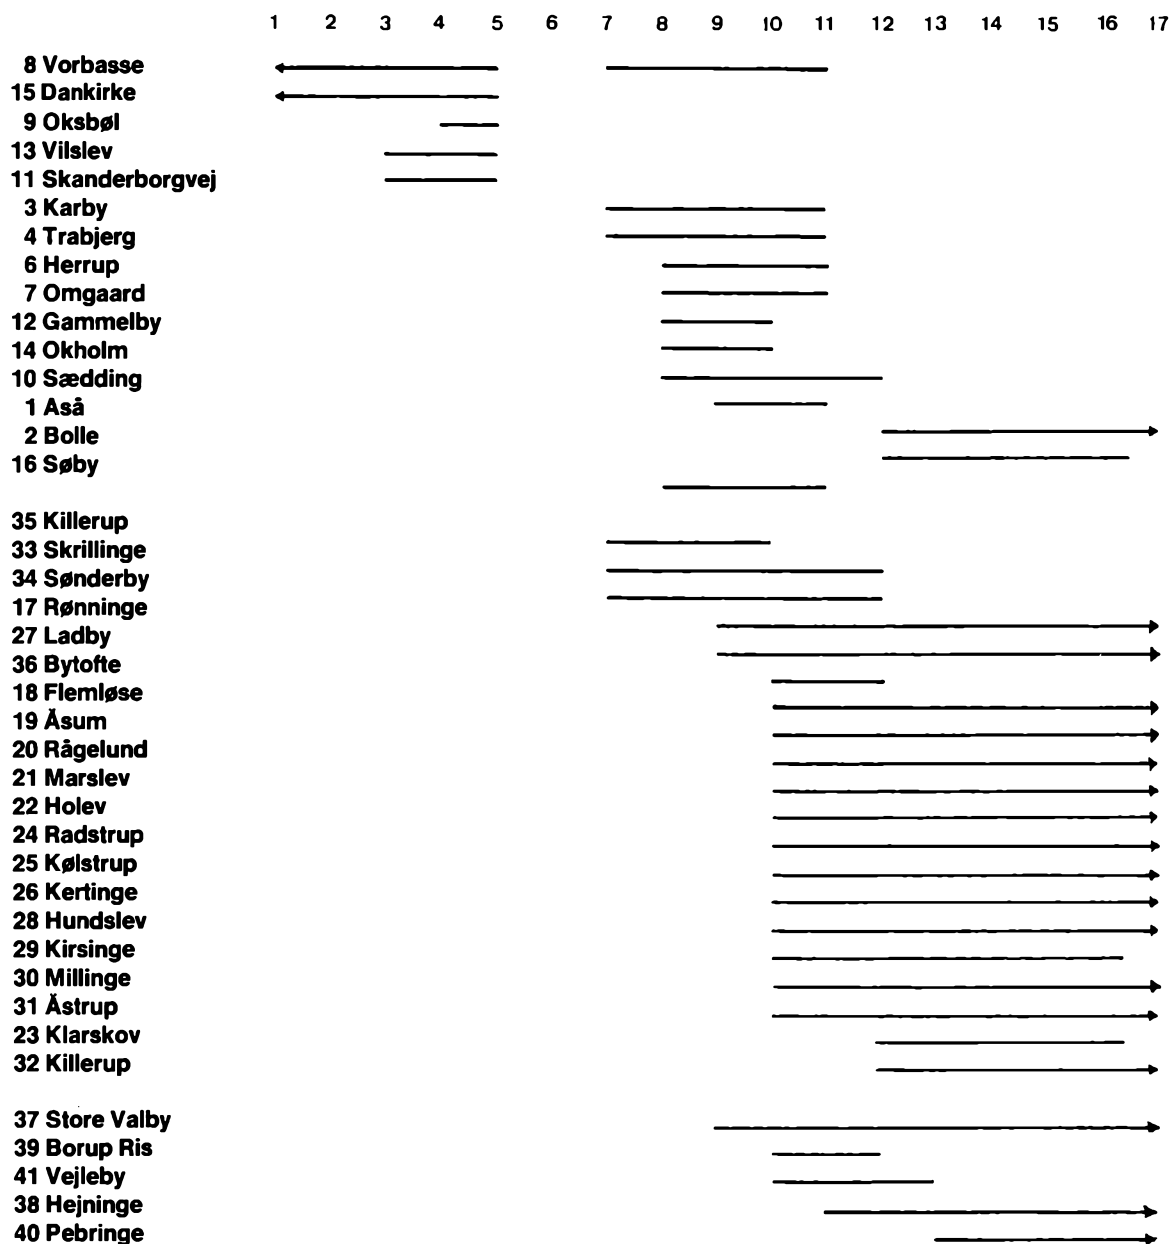 1 2 3 4 5 6 7 8 9 10 11 12 13 14 15 16 17
8 Vorbasse
15 Dankirke
9 Oksbøl
13 Vilslev
11 Skanderborgvej
3 Karby
4 Trabjerg
6 Herrup
7 Omgaard
12 Gammelby
14 Okholm
10 Sædding
1 Aså
2 Bolle
16 Søby
35 Killerup
33 Skrillinge
34 Sønderby
17 Rønninge
27 Ladby
36 Bytofte
18 Flemløse
19 Åsum
20 Rågelund
21 Marslev
22 Holev
24 Radstrup
25 Kølstrup
26 Kertinge
28 Hundslev
29 Kirsinge
30 Millinge
31 Åstrup
23 Klarskov
32 Killerup
37 Store Valby
39 Borup Ris
41 Vejleby
38 Hejninge
40 Pebringe